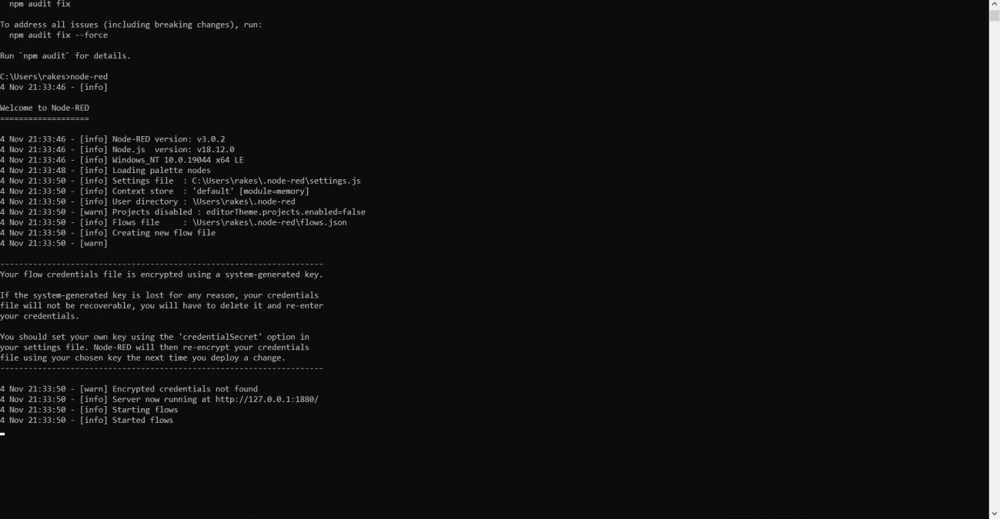 npm audit fix
To address all issues (including breaking changes), run:
npm audit fix --force
Run `npm audit` for details.
C:\Users\rakes>node-red
4 Nov 21:33:46 - [info]
Welcome to Node-RED
===================
4 Nov 21:33:46 - [info] Node-RED version: v3.0.2
4 Nov 21:33:46 - [info] Node.js  version: v18.12.0
4 Nov 21:33:46 - [info] Windows_NT 10.0.19044 x64 LE
4 Nov 21:33:48 - [info] Loading palette nodes
4 Nov 21:33:50 - [info] Settings file  : C:\Users\rakes\.node-red\settings.js
4 Nov 21:33:50 - [info] Context store  : 'default' [module=memory]
4 Nov 21:33:50 - [info] User directory : \Users\rakes\.node-red
4 Nov 21:33:50 - [warn] Projects disabled : editorTheme.projects.enabled=false
4 Nov 21:33:50 - [info] Flows file     : \Users\rakes\.node-red\flows.json
4 Nov 21:33:50 - [info] Creating new flow file
4 Nov 21:33:50 - [warn]
---------------------------------------------------------------------
Your flow credentials file is encrypted using a system-generated key.
If the system-generated key is lost for any reason, your credentials
file will not be recoverable, you will have to delete it and re-enter
your credentials.
You should set your own key using the 'credentialSecret' option in
your settings file. Node-RED will then re-encrypt your credentials
file using your chosen key the next time you deploy a change.
---------------------------------------------------------------------
4 Nov 21:33:50 - [warn] Encrypted credentials not found
4 Nov 21:33:50 - [info] Server now running at http://127.0.0.1:1880/
4 Nov 21:33:50 - [info] Starting flows
4 Nov 21:33:50 - [info] Started flows